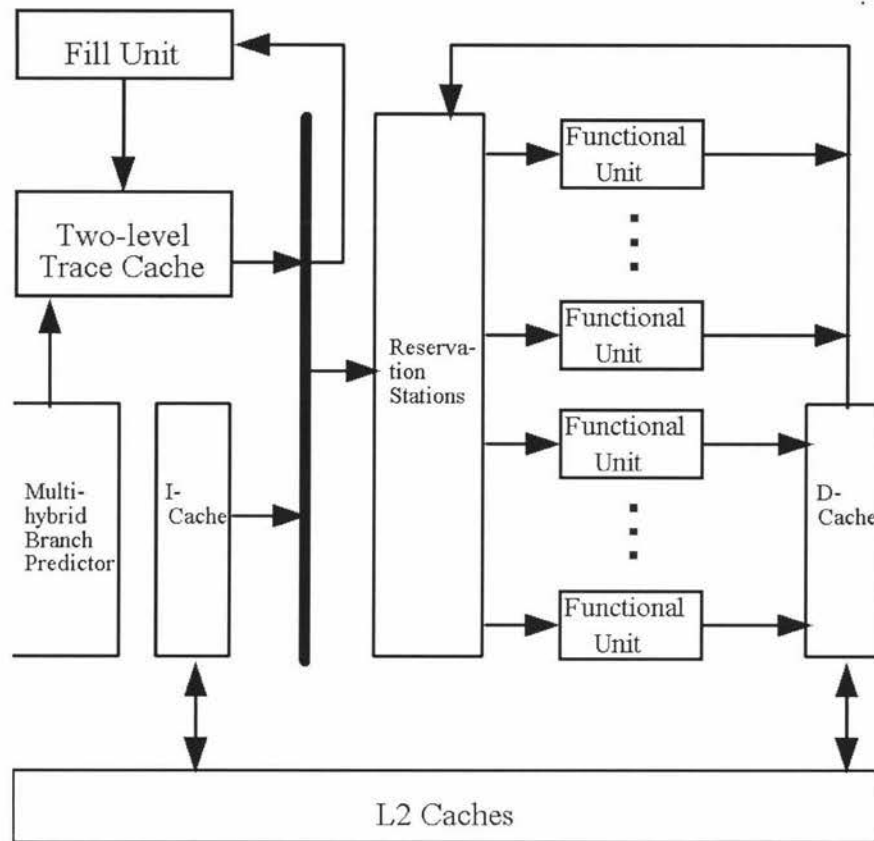 Fill Unit
Two-level
Trace Cache
Multi-
hybrid
Branch
Predictor
I-
Cache
Reserva-
tion
Stations
Functional
Unit
Functional
Unit
Functional
Unit
Functional
Unit
D-
Cache
L2 Caches